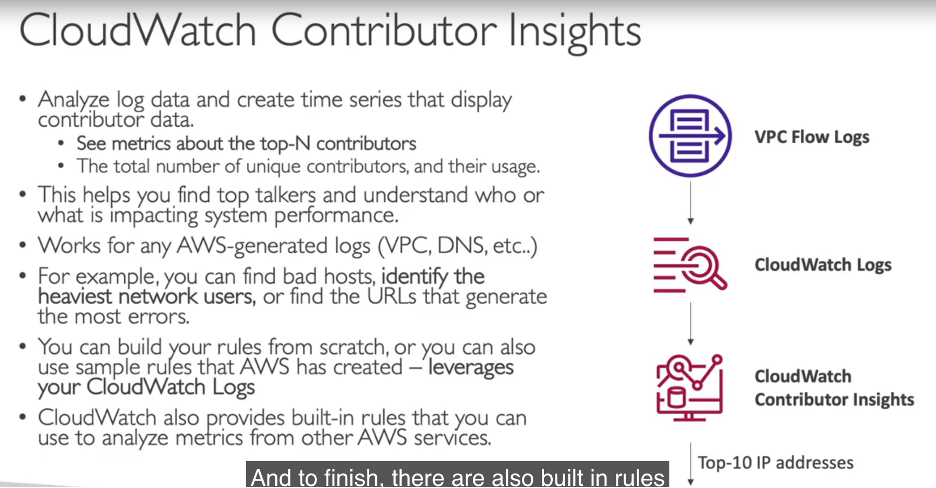 CloudWatch Contributor Insights
• Analyze log data and create time series that display
contributor data.
• See metrics about the top-N contributors
• The total number of unique contributors, and their usage.
• This helps you find top talkers and understand who or
what is impacting system performance.
• Works for any AWS-generated logs (VPC, DNS, etc..)
• For example, you can find bad hosts, identify the
heaviest network users, or find the URLs that generate
the most errors.
• You can build your rules from scratch, or you can also
use sample rules that AWS has created – leverages
your CloudWatch Logs
• CloudWatch also provides built-in rules that you can
use to analyze metrics from other AWS services.
VPC Flow Logs
CloudWatch Logs
CloudWatch
Contributor Insights
Top-10 IP addresses
And to finish, there are also built in rules